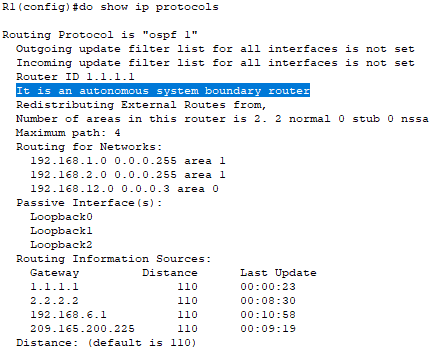 R1(config)#do show ip protocols
Routing Protocol is "ospf 1"
Outgoing update filter list for all interfaces is not set
Incoming update filter list for all interfaces is not set
Router ID 1.1.1.1
It is an autonomous system boundary router
Redistributing External Routes from,
Number of areas in this router is 2. 2 normal 0 stub 0 nssa
Maximum path: 4
Routing for Networks:
192.168.1.0 0.0.0.255 area 1
192.168.2.0 0.0.0.255 area 1
192.168.12.0 0.0.0.3 area 0
Passive Interface(s):
Loopback0
Loopback1
Loopback2
Routing Information Sources:
Gateway Distance Last Update
1.1.1.1 110 00:00:23
2.2.2.2 110 00:08:30
192.168.6.1 110 00:10:58
209.165.200.225 110 00:09:19
Distance: (default is 110)